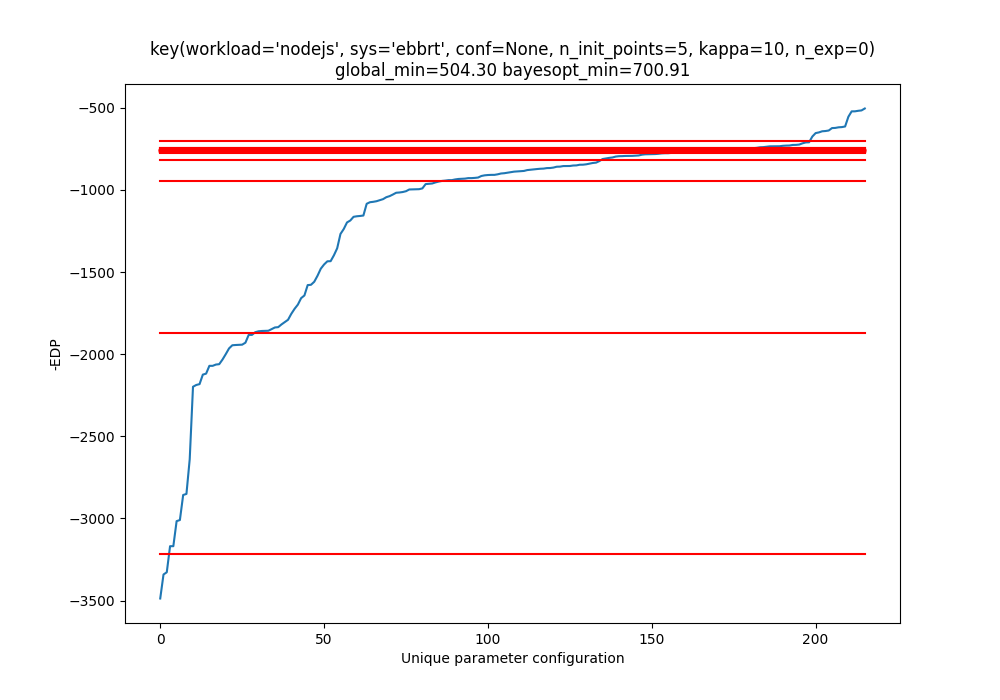 key(workload='nodejs', sys='ebbrt', conf=None, n_init_points=5, kappa=10, n_exp=0)
global_min=504.30 bayesopt_min=700.91
−500
−1000
−1500
−2000
−2500
−3000
−3500
-EDP
0 50 100 150 200
Unique parameter configuration